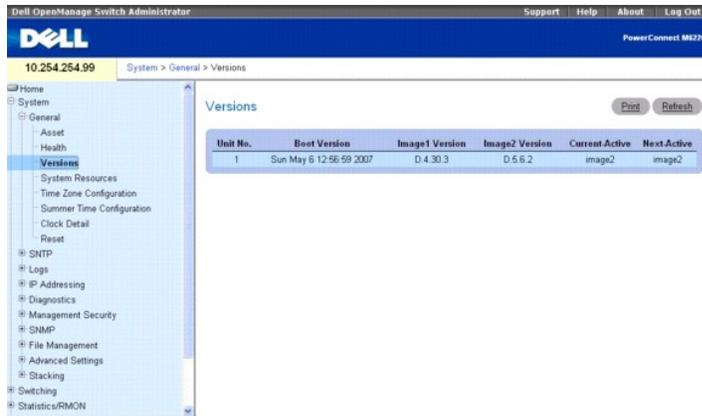 Dell OpenManage Switch Administrator
Support Help About Log Out
DELL
PowerConnect M622
10.254.254.99
System > General > Versions
Home
System
General
Asset
Health
Versions
System Resources
Time Zone Configuration
Summer Time Configuration
Clock Detail
Reset
SNTP
Logs
IP Addressing
Diagnostics
Management Security
SNMP
File Management
Advanced Settings
Stacking
Switching
Statistics/RMON
Versions
Print Refresh
Unit No. Boot Version Image1 Version Image2 Version Current-Active Next-Active
1 Sun May 6 12:56:59 2007 D.4.30.3 D.5.6.2 image2 image2